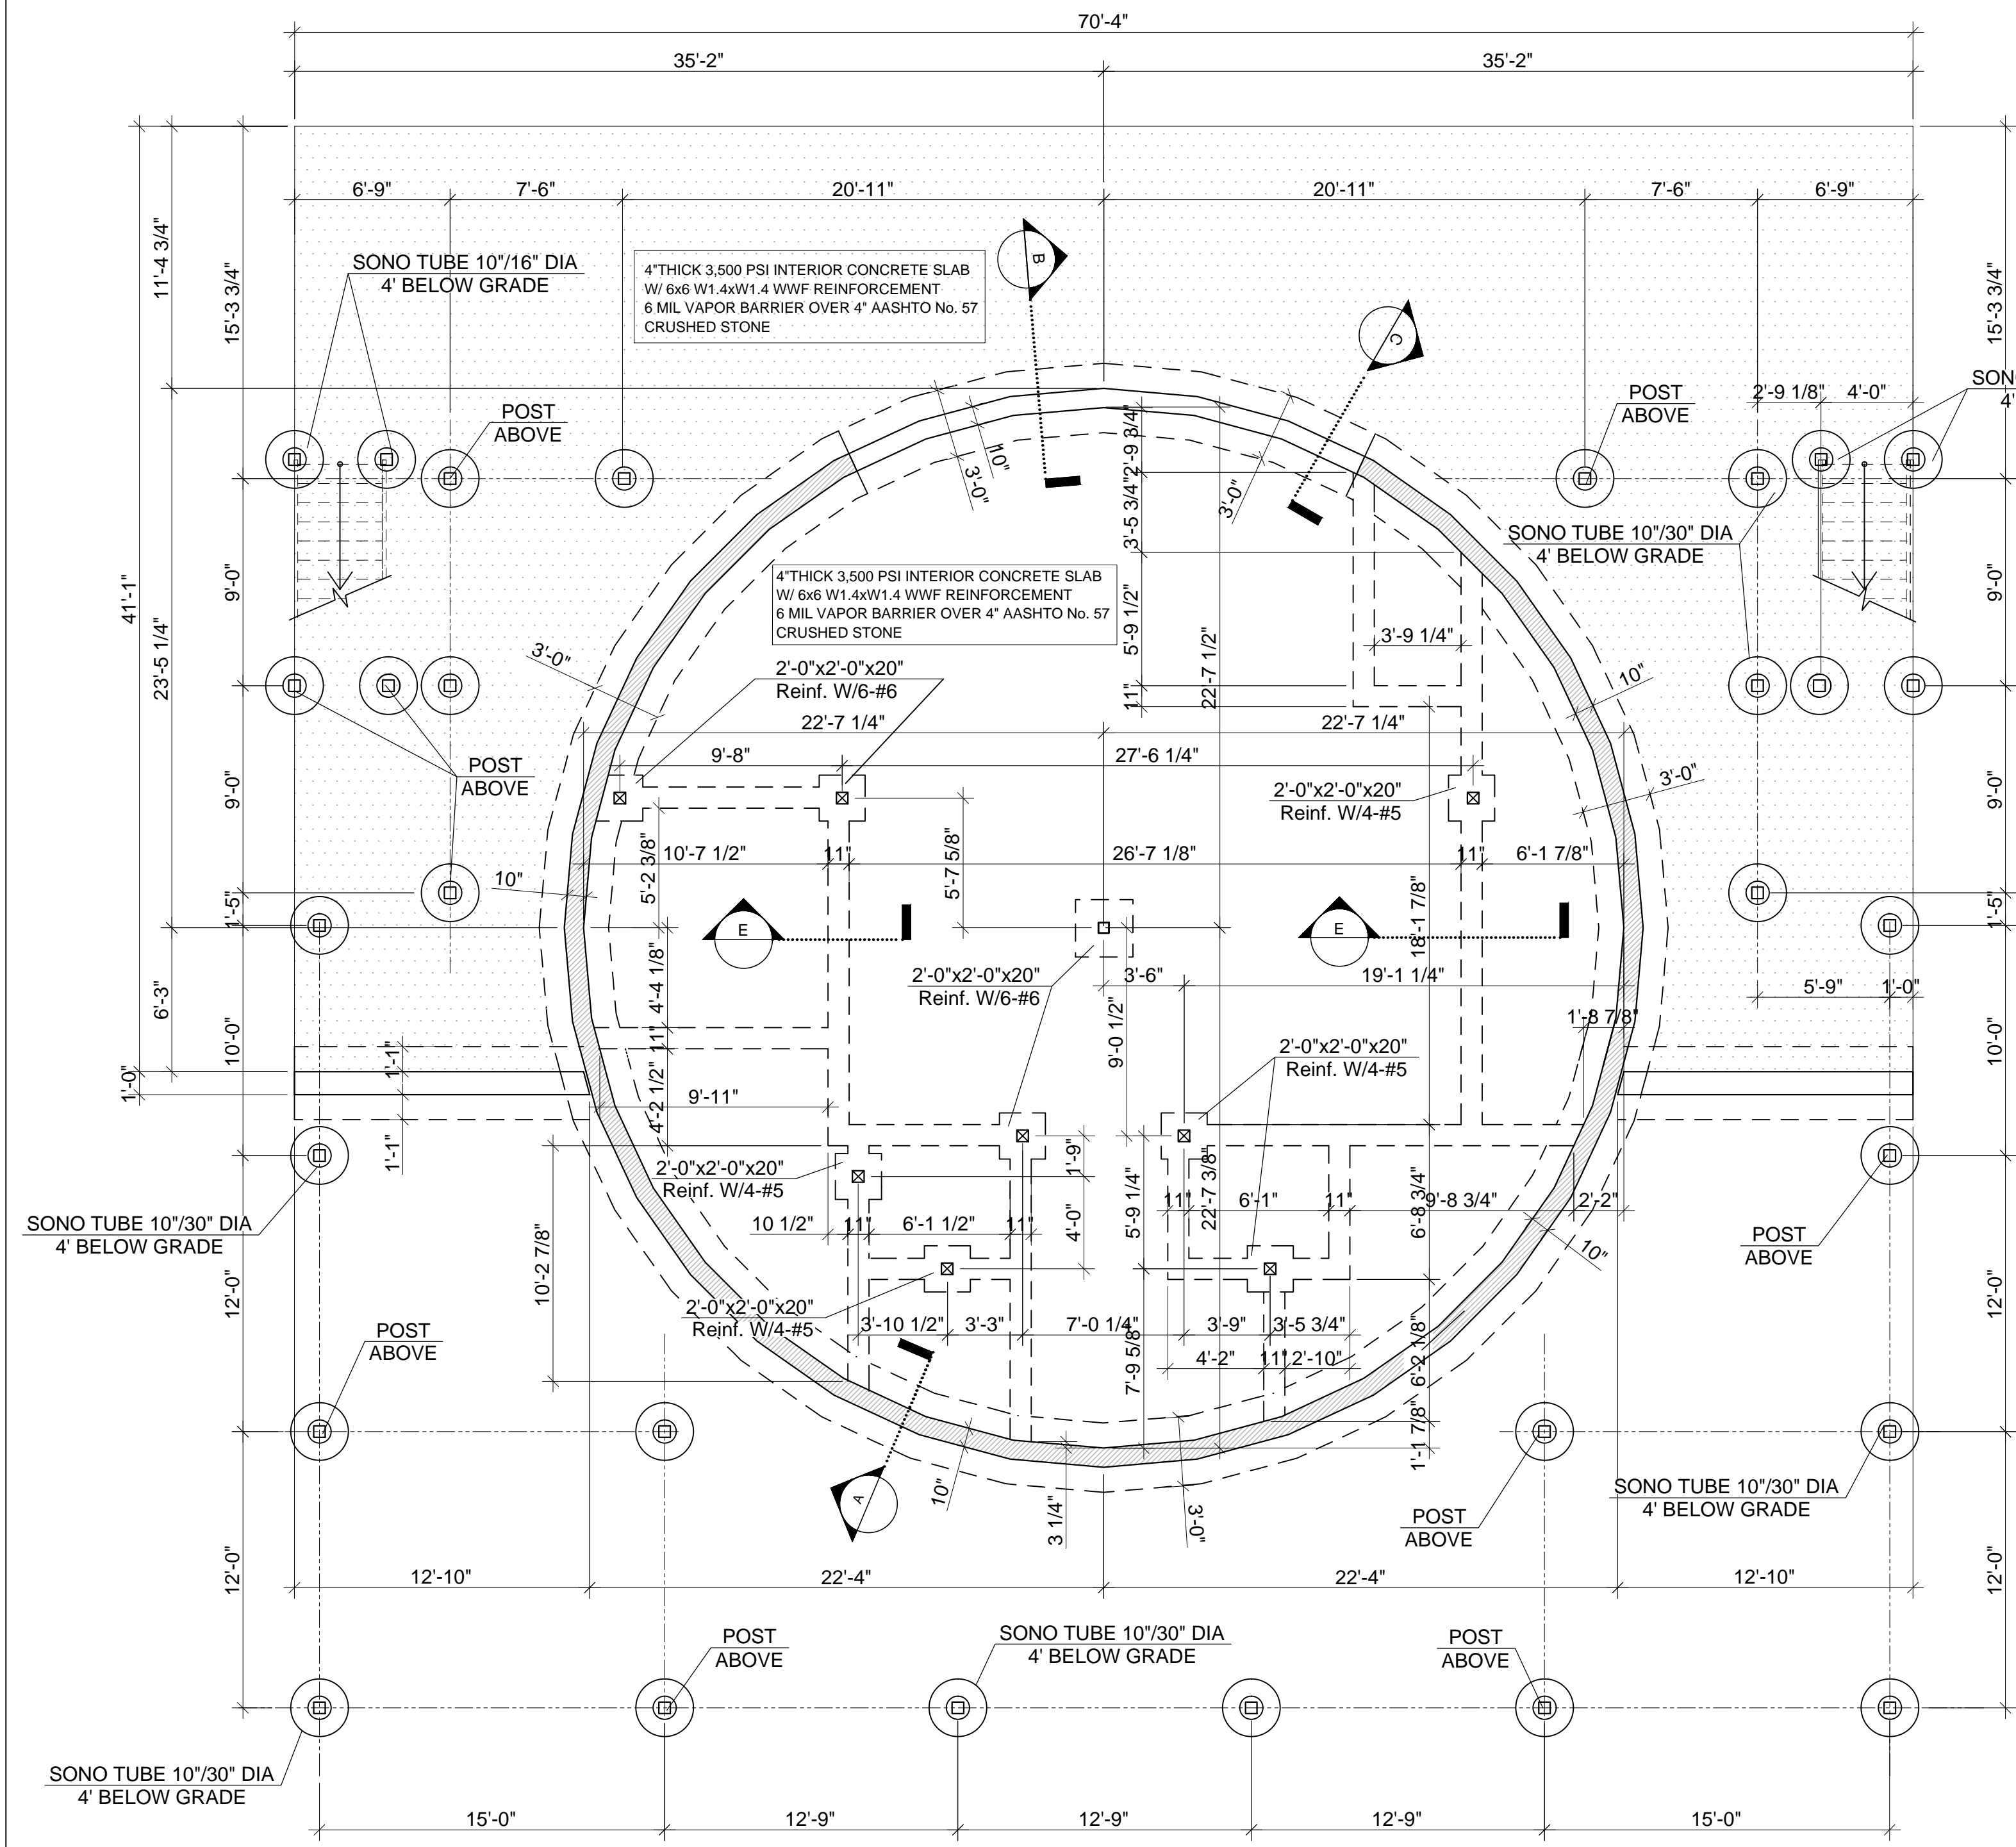 70'-4"
35'-2"
35'-2"
6'-9"
7'-6"
20'-11"
20'-11"
7'-6"
6'-9"
41'-1"
11'-4 3/4"
15'-3 3/4"
15'-3 3/4"
SONO TUBE 10"/16" DIA
4' BELOW GRADE
4"THICK 3,500 PSI INTERIOR CONCRETE SLAB
W/ 6x6 W1.4xW1.4 WWF REINFORCEMENT
6 MIL VAPOR BARRIER OVER 4" AASHTO No. 57
CRUSHED STONE
B
C
POST
ABOVE
POST
ABOVE
2'-9 1/8"
4'-0"
SON
4'
10"
3'-0"
3'-0"
2'-9 3/4"
3'-5 3/4"
5'-9 1/2"
11"
22'-7 1/2"
SONO TUBE 10"/30" DIA
4' BELOW GRADE
9'-0"
9'-0"
23'-5 1/4"
4"THICK 3,500 PSI INTERIOR CONCRETE SLAB
W/ 6x6 W1.4xW1.4 WWF REINFORCEMENT
6 MIL VAPOR BARRIER OVER 4" AASHTO No. 57
CRUSHED STONE
3'-9 1/4"
3'-0"
2'-0"x2'-0"x20"
Reinf. W/6-#6
10"
22'-7 1/4"
22'-7 1/4"
9'-8"
27'-6 1/4"
POST
ABOVE
9'-0"
9'-0"
2'-0"x2'-0"x20"
Reinf. W/4-#5
3'-0"
5'-2 3/8"
10'-7 1/2"
11"
5'-7 5/8"
26'-7 1/8"
11"
6'-1 7/8"
10"
1'-5"
1'-5"
E
E
18'-1 7/8"
4'-4 1/8"
2'-0"x2'-0"x20"
Reinf. W/6-#6
3'-6"
19'-1 1/4"
5'-9"
1'-0"
6'-3"
10'-0"
10'-0"
1'-8 7/8"
9'-0 1/2"
11"
2'-0"x2'-0"x20"
Reinf. W/4-#5
1'-0"
1'-1"
1'-1"
4'-2 1/2"
9'-11"
2'-0"x2'-0"x20"
Reinf. W/4-#5
1'-9"
4'-0"
5'-9 1/4"
22'-7 3/8"
11"
6'-1"
11"
6'-8 3/4"
9'-8 3/4"
2'-2"
10 1/2"
11"
6'-1 1/2"
11"
SONO TUBE 10"/30" DIA
4' BELOW GRADE
POST
ABOVE
10"
10'-2 7/8"
12'-0"
12'-0"
2'-0"x2'-0"x20"
Reinf. W/4-#5
3'-10 1/2"
3'-3"
7'-0 1/4"
3'-9"
3'-5 3/4"
POST
ABOVE
7'-9 5/8"
4'-2"
11"
2'-10"
6'-2 1/8"
1'-1 7/8"
A
10"
3 1/4"
3'-0"
SONO TUBE 10"/30" DIA
4' BELOW GRADE
POST
ABOVE
12'-0"
12'-0"
12'-10"
22'-4"
22'-4"
12'-10"
POST
ABOVE
SONO TUBE 10"/30" DIA
4' BELOW GRADE
POST
ABOVE
SONO TUBE 10"/30" DIA
4' BELOW GRADE
15'-0"
12'-9"
12'-9"
12'-9"
15'-0"